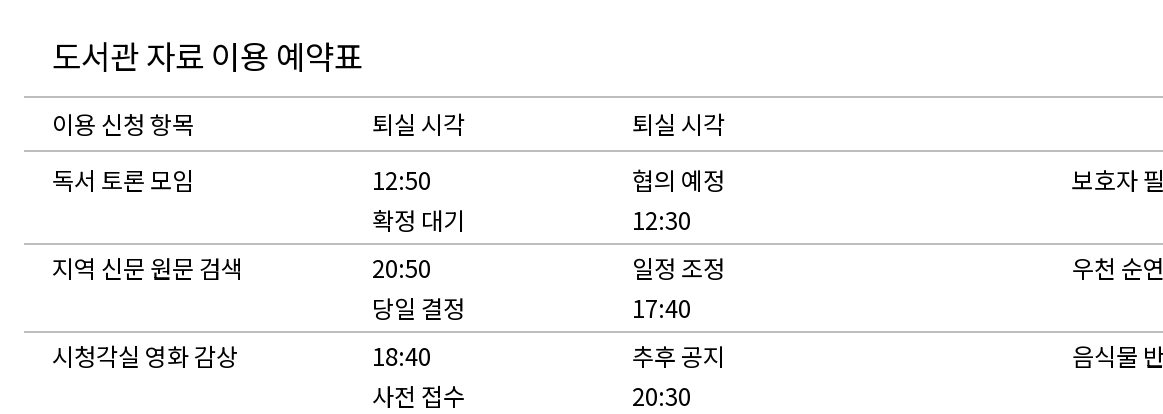 도서관 자료 이용 예약표
이용 신청 항목 퇴실 시각 퇴실 시각
독서 토론 모임 12:50 협의 예정 보호자 필
확정 대기 12:30
지역 신문 원문 검색 20:50 일정 조정 우천 순연
당일 결정 17:40
시청각실 영화 감상 18:40 추후 공지 음식물 반
사전 접수 20:30